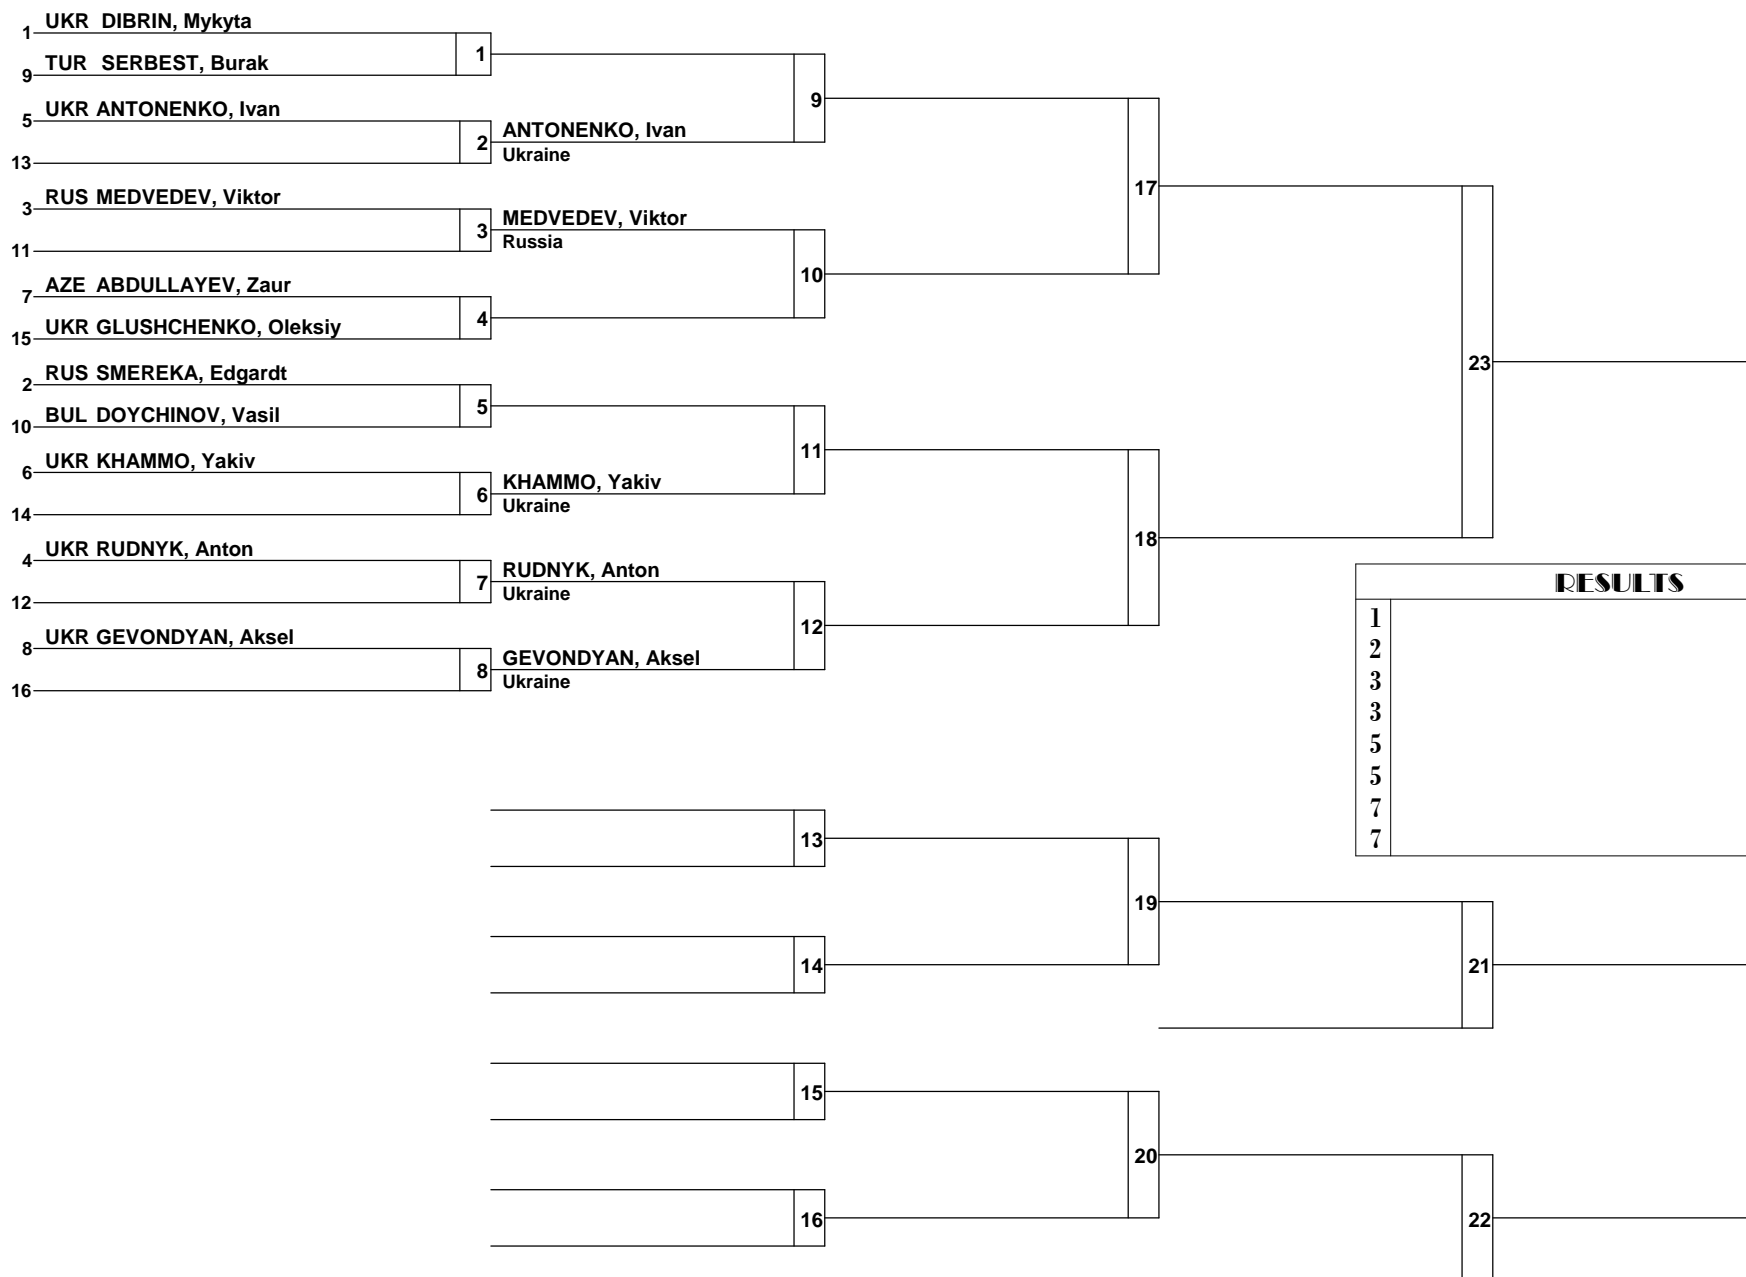 1 UKR DIBRIN, Mykyta
1
9 TUR SERBEST, Burak
9
5 UKR ANTONENKO, Ivan
2 ANTONENKO, Ivan
Ukraine
13
17
3 RUS MEDVEDEV, Viktor
3 MEDVEDEV, Viktor
Russia
11
10
7 AZE ABDULLAYEV, Zaur
4
15 UKR GLUSHCHENKO, Oleksiy
23
2 RUS SMEREKA, Edgardt
5
10 BUL DOYCHINOV, Vasil
11
6 UKR KHAMMO, Yakiv
6 KHAMMO, Yakiv
Ukraine
14
18
4 UKR RUDNYK, Anton
7 RUDNYK, Anton
Ukraine
12
12
8 UKR GEVONDYAN, Aksel
8 GEVONDYAN, Aksel
Ukraine
16
RESULTS
1
2
3
3
5
5
7
7
13
19
14
21
15
20
16
22